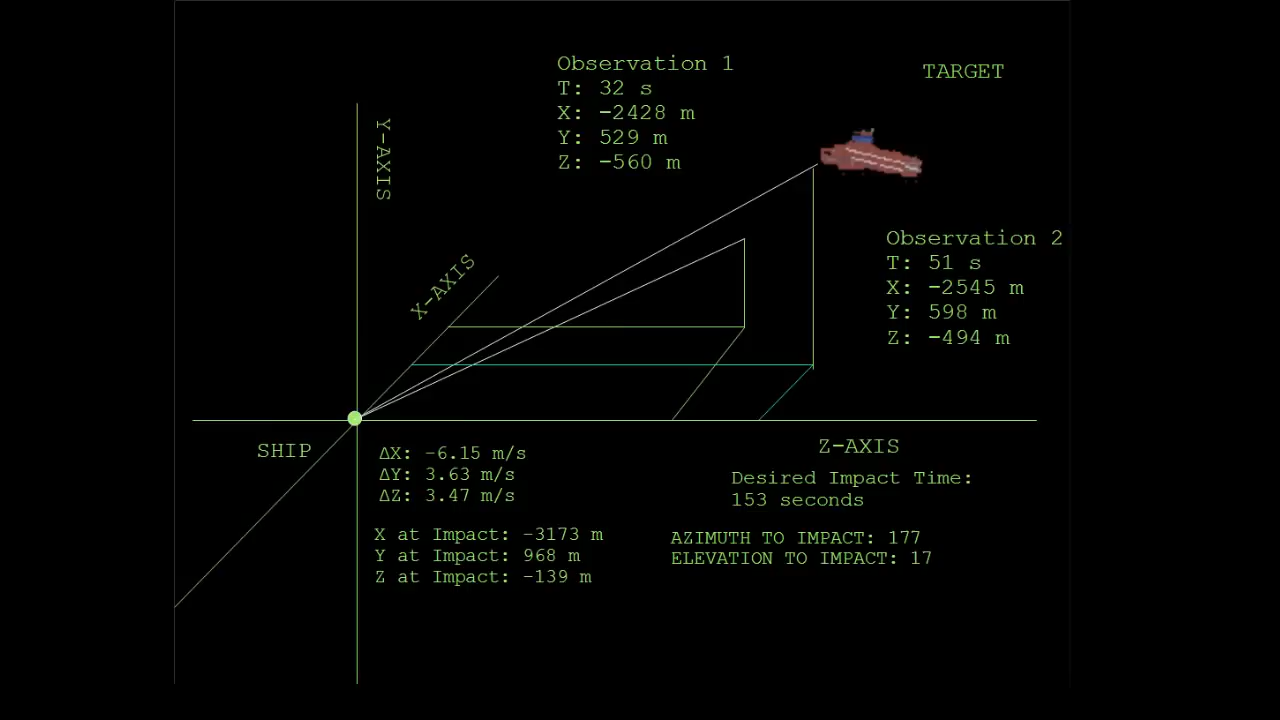 Observation 1
T: 32 s
X: -2428 m
Y: 529 m
Z: -560 m
TARGET
Y-AXIS
X-AXIS
Observation 2
T: 51 s
X: -2545 m
Y: 598 m
Z: -494 m
SHIP
Z-AXIS
ΔX: -6.15 m/s
ΔY: 3.63 m/s
ΔZ: 3.47 m/s
Desired Impact Time:
153 seconds
X at Impact: -3173 m
Y at Impact: 968 m
Z at Impact: -139 m
AZIMUTH TO IMPACT: 177
ELEVATION TO IMPACT: 17